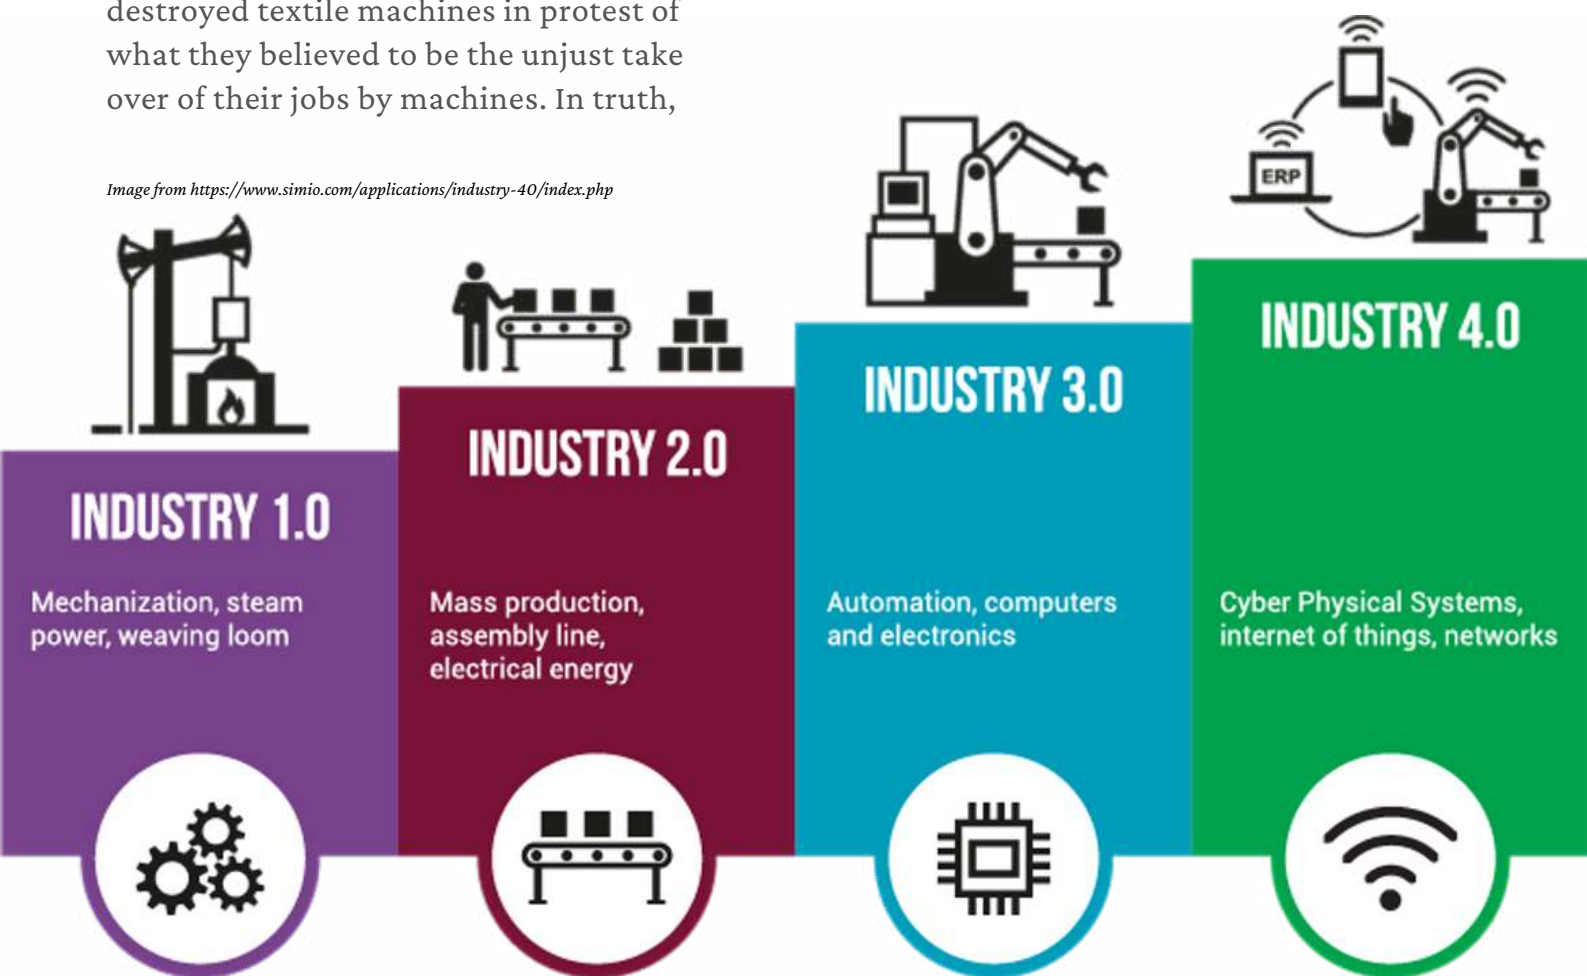 destroyed textile machines in protest of
what they believed to be the unjust take
over of their jobs by machines. In truth,
Image from https://www.simio.com/applications/industry-40/index.php
ERP
INDUSTRY 1.0
Mechanization, steam
power, weaving loom
INDUSTRY 2.0
Mass production,
assembly line,
electrical energy
INDUSTRY 3.0
Automation, computers
and electronics
INDUSTRY 4.0
Cyber Physical Systems,
internet of things, networks